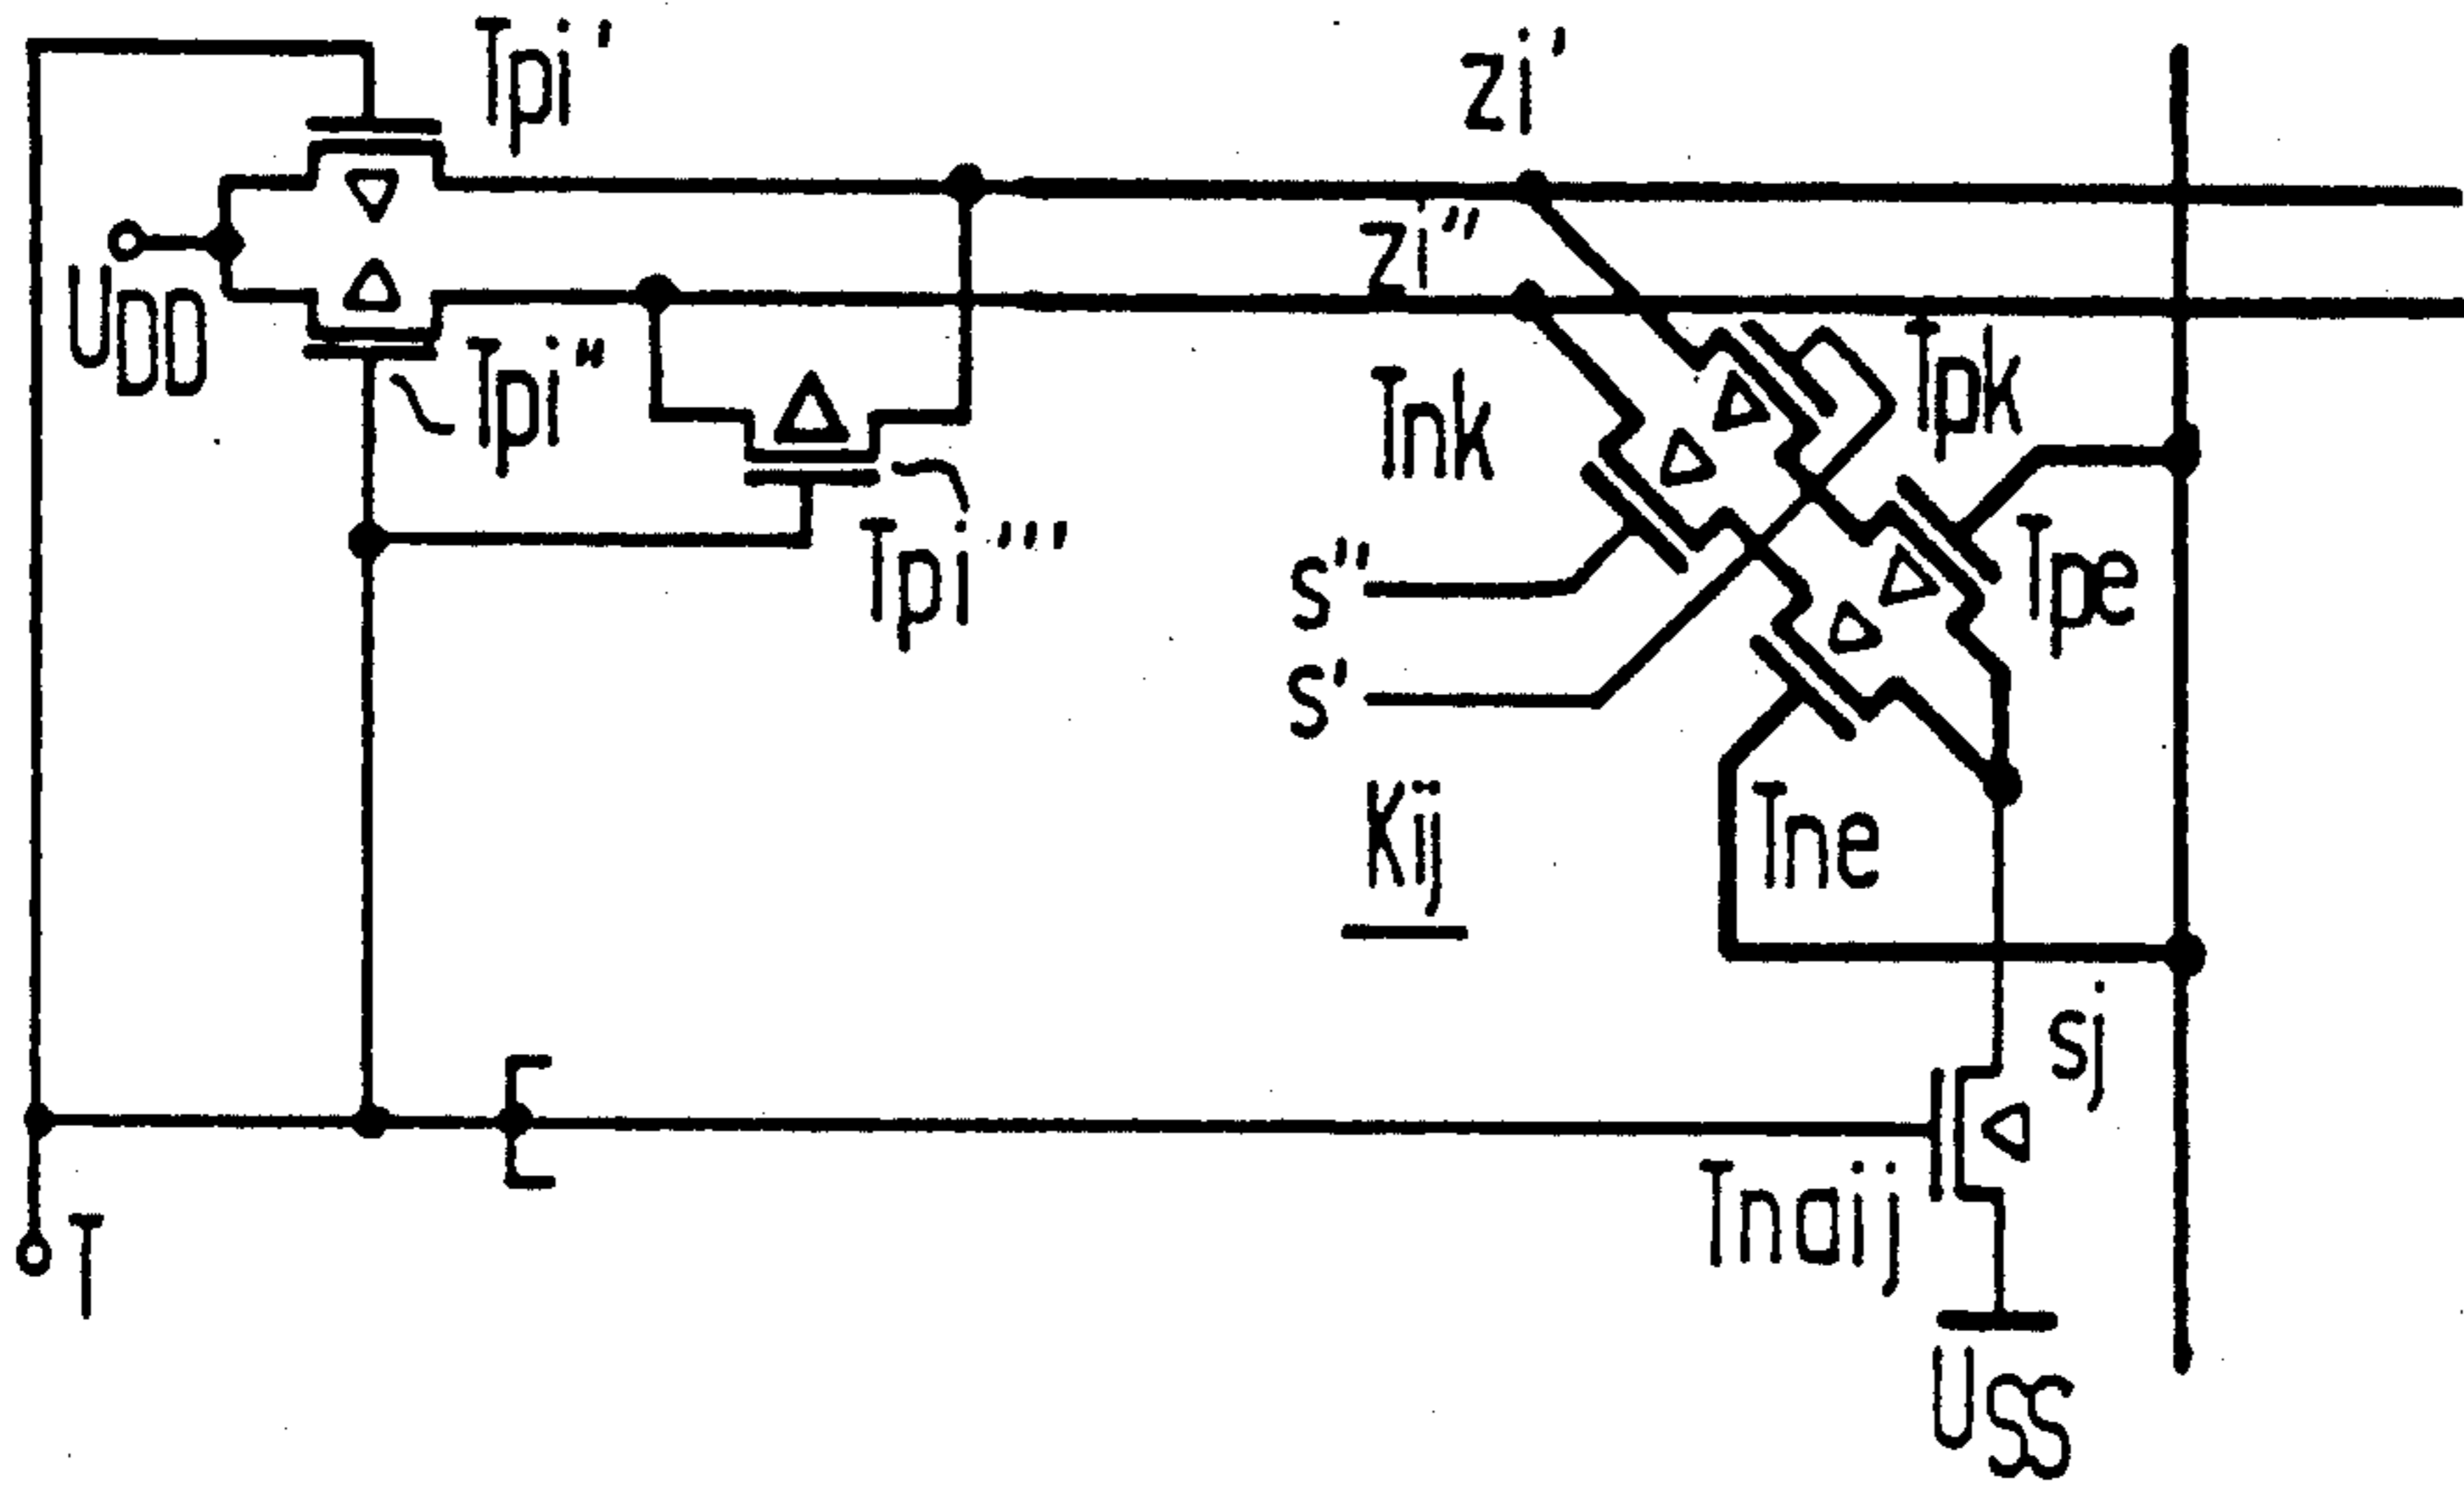 Tpi'
zi'
zi"
UDD
Tpi"
Tnk
Tpk
Tpi'''
s"
Tpe
s'
Kij
Tne
sj
Tnaij
T
USS